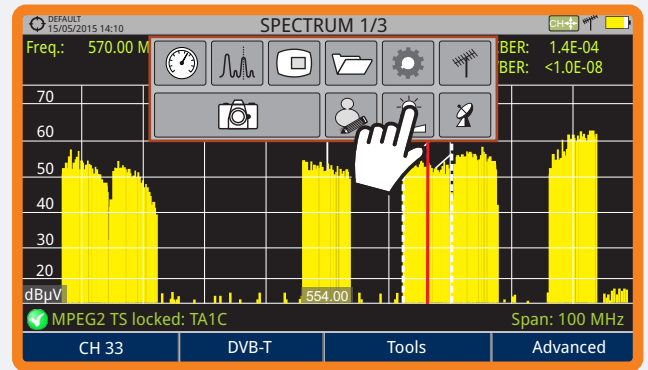 DEFAULT
15/05/2015 14:10
SPECTRUM 1/3
CH
Freq.: 570.00 M
BER: 1.4E-04
BER: <1.0E-08
70
60
50
40
30
20
dBµV
554.00
MPEG2 TS locked: TA1C
Span: 100 MHz
CH 33
DVB-T
Tools
Advanced